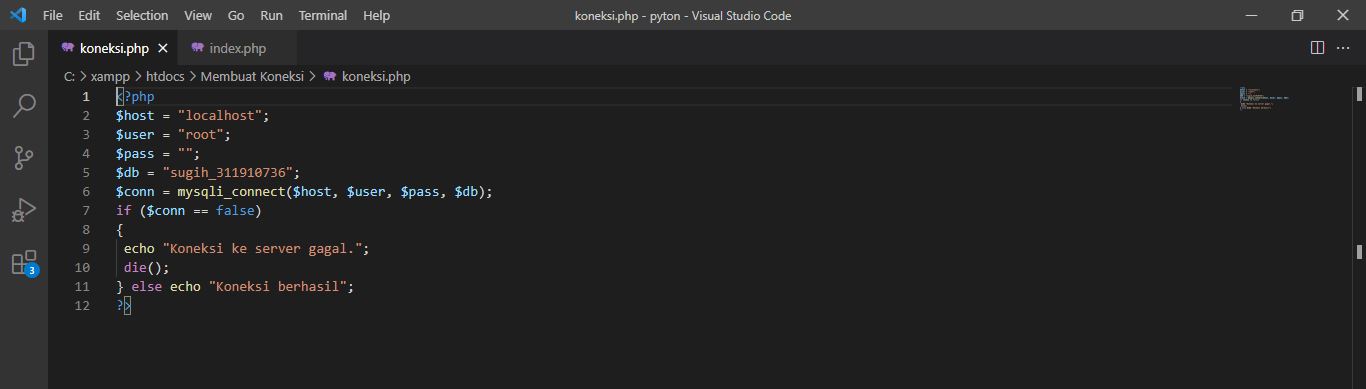 File Edit Selection View Go Run Terminal Help koneksi.php - pyton - Visual Studio Code
koneksi.php index.php
C: > xampp > htdocs > Membuat Koneksi > koneksi.php
1 <?php
2 $host = "localhost";
3 $user = "root";
4 $pass = "";
5 $db = "sugih_311910736";
6 $conn = mysqli_connect($host, $user, $pass, $db);
7 if ($conn == false)
8 {
9 echo "Koneksi ke server gagal.";
10 die();
11 } else echo "Koneksi berhasil";
12 ?>
3